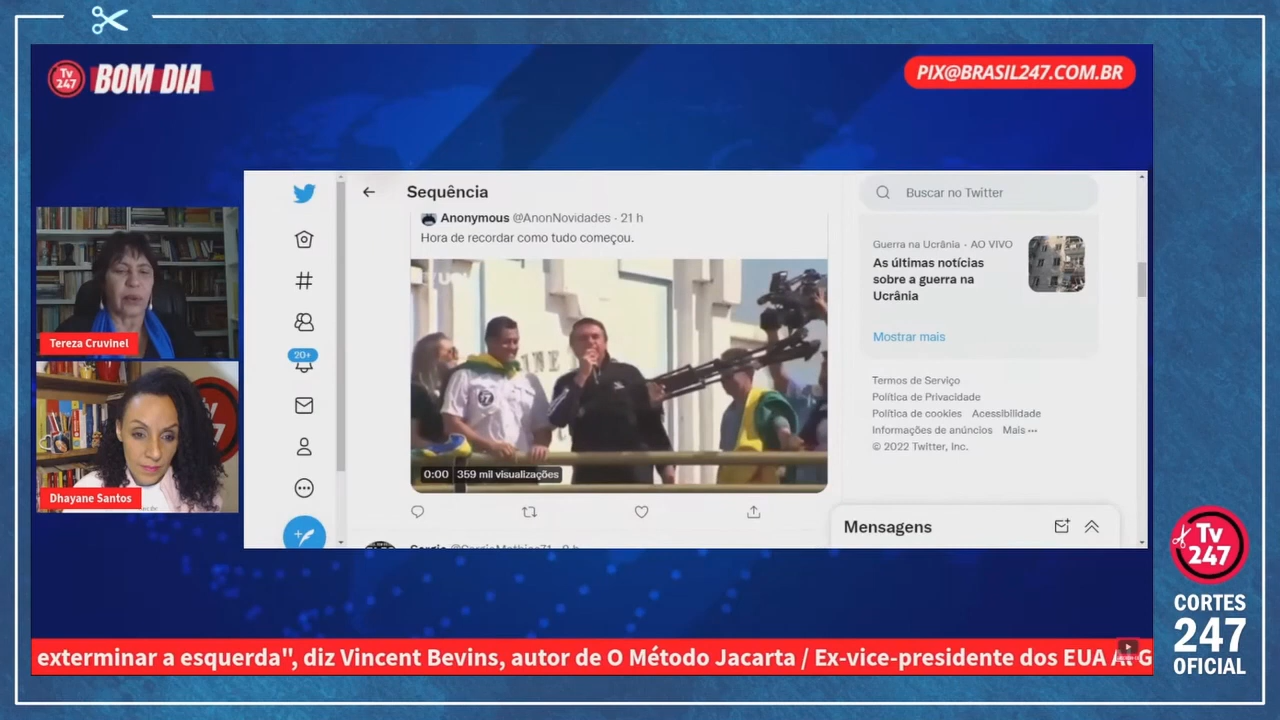 Tv
247
BOM DIA
PIX@BRASIL247.COM.BR
Tereza Cruvinel
Dhayane Santos
20+
Sequência
Anonymous @AnonNovidades · 21 h
Hora de recordar como tudo começou.
0:00
359 mil visualizações
Buscar no Twitter
Guerra na Ucrânia · AO VIVO
As últimas notícias
sobre a guerra na
Ucrânia
Mostrar mais
Termos de Serviço
Política de Privacidade
Política de cookies Acessibilidade
Informações de anúncios Mais ···
© 2022 Twitter, Inc.
Mensagens
exterminar a esquerda", diz Vincent Bevins, autor de O Método Jacarta / Ex-vice-presidente dos EUA
Tv
247
CORTES
247
OFICIAL